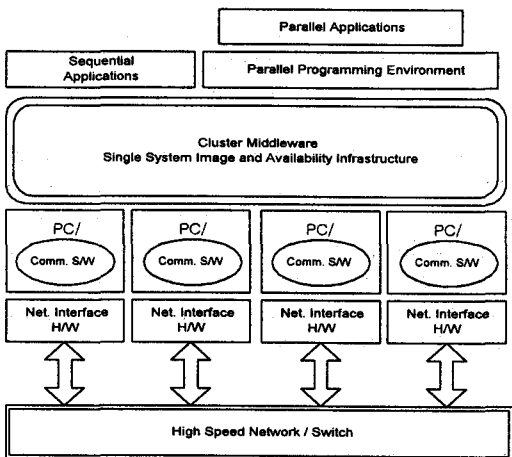 Parallel Applications
Sequential
Applications
Parallel Programming Environment
Cluster Middleware
Single System Image and Availability Infrastructure
PC/
PC/
PC/
PC/
Comm. S/W
Comm. S/W
Comm. S/W
Comm. S/W
Net. Interface
H/W
Net. Interface
H/W
Net. Interface
H/W
Net. Interface
H/W
High Speed Network / Switch